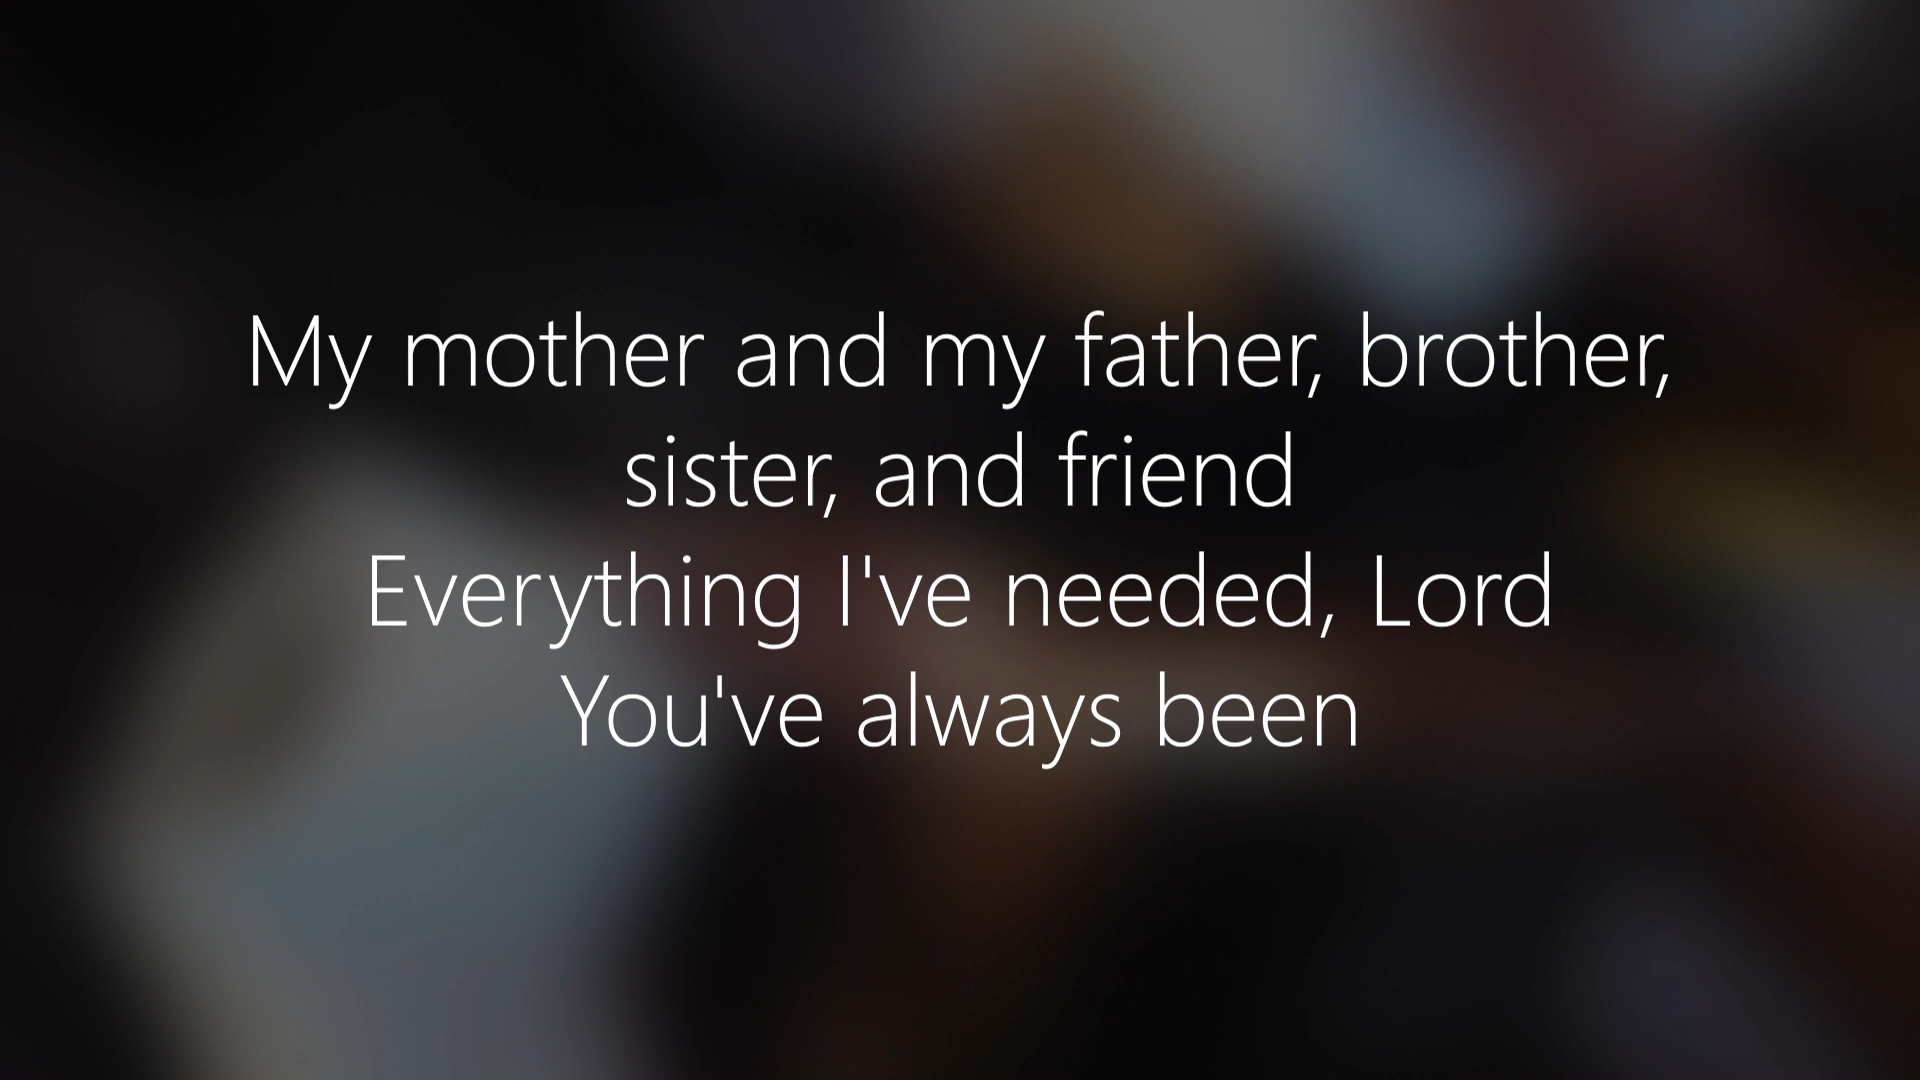 My mother and my father, brother,
sister, and friend
Everything I've needed, Lord
You've always been